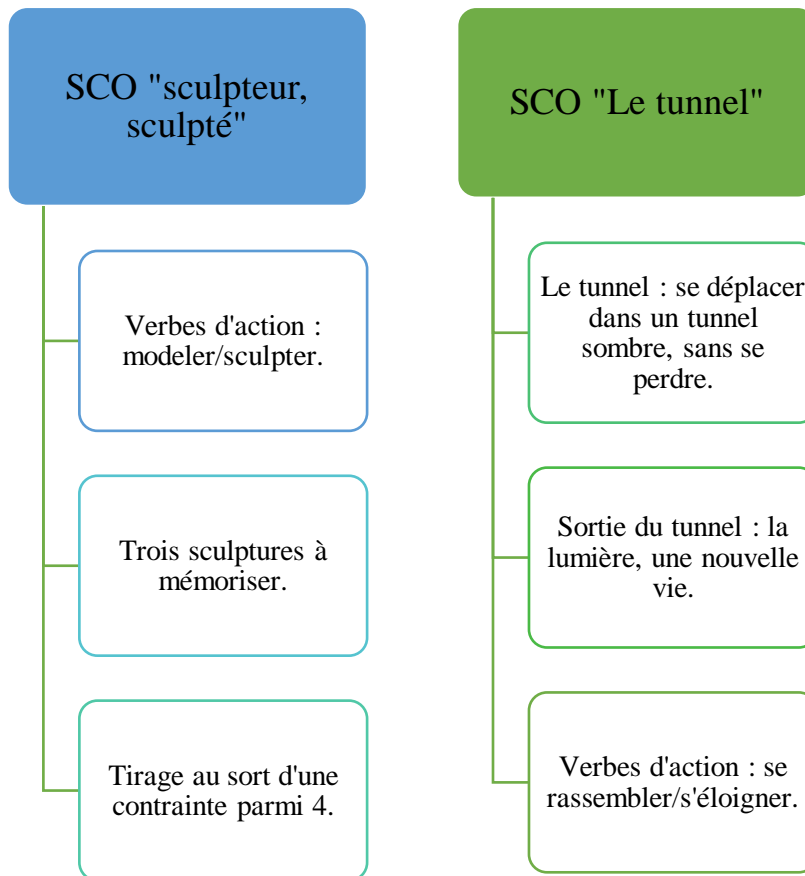 SCO "sculpteur,
sculpté"
Verbes d'action :
modeler/sculpter.
Trois sculptures à
mémoriser.
Tirage au sort d'une
contrainte parmi 4.
SCO "Le tunnel"
Le tunnel : se déplacer
dans un tunnel
sombre, sans se
perdre.
Sortie du tunnel : la
lumière, une nouvelle
vie.
Verbes d'action : se
rassembler/s'éloigner.